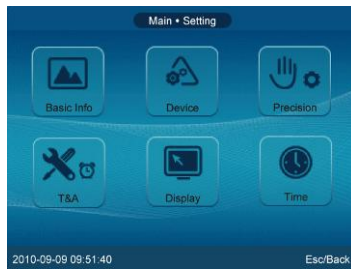 Main • Setting
Basic Info
Device
Precision
T&A
Display
Time
2010-09-09 09:51:40
Esc/Back